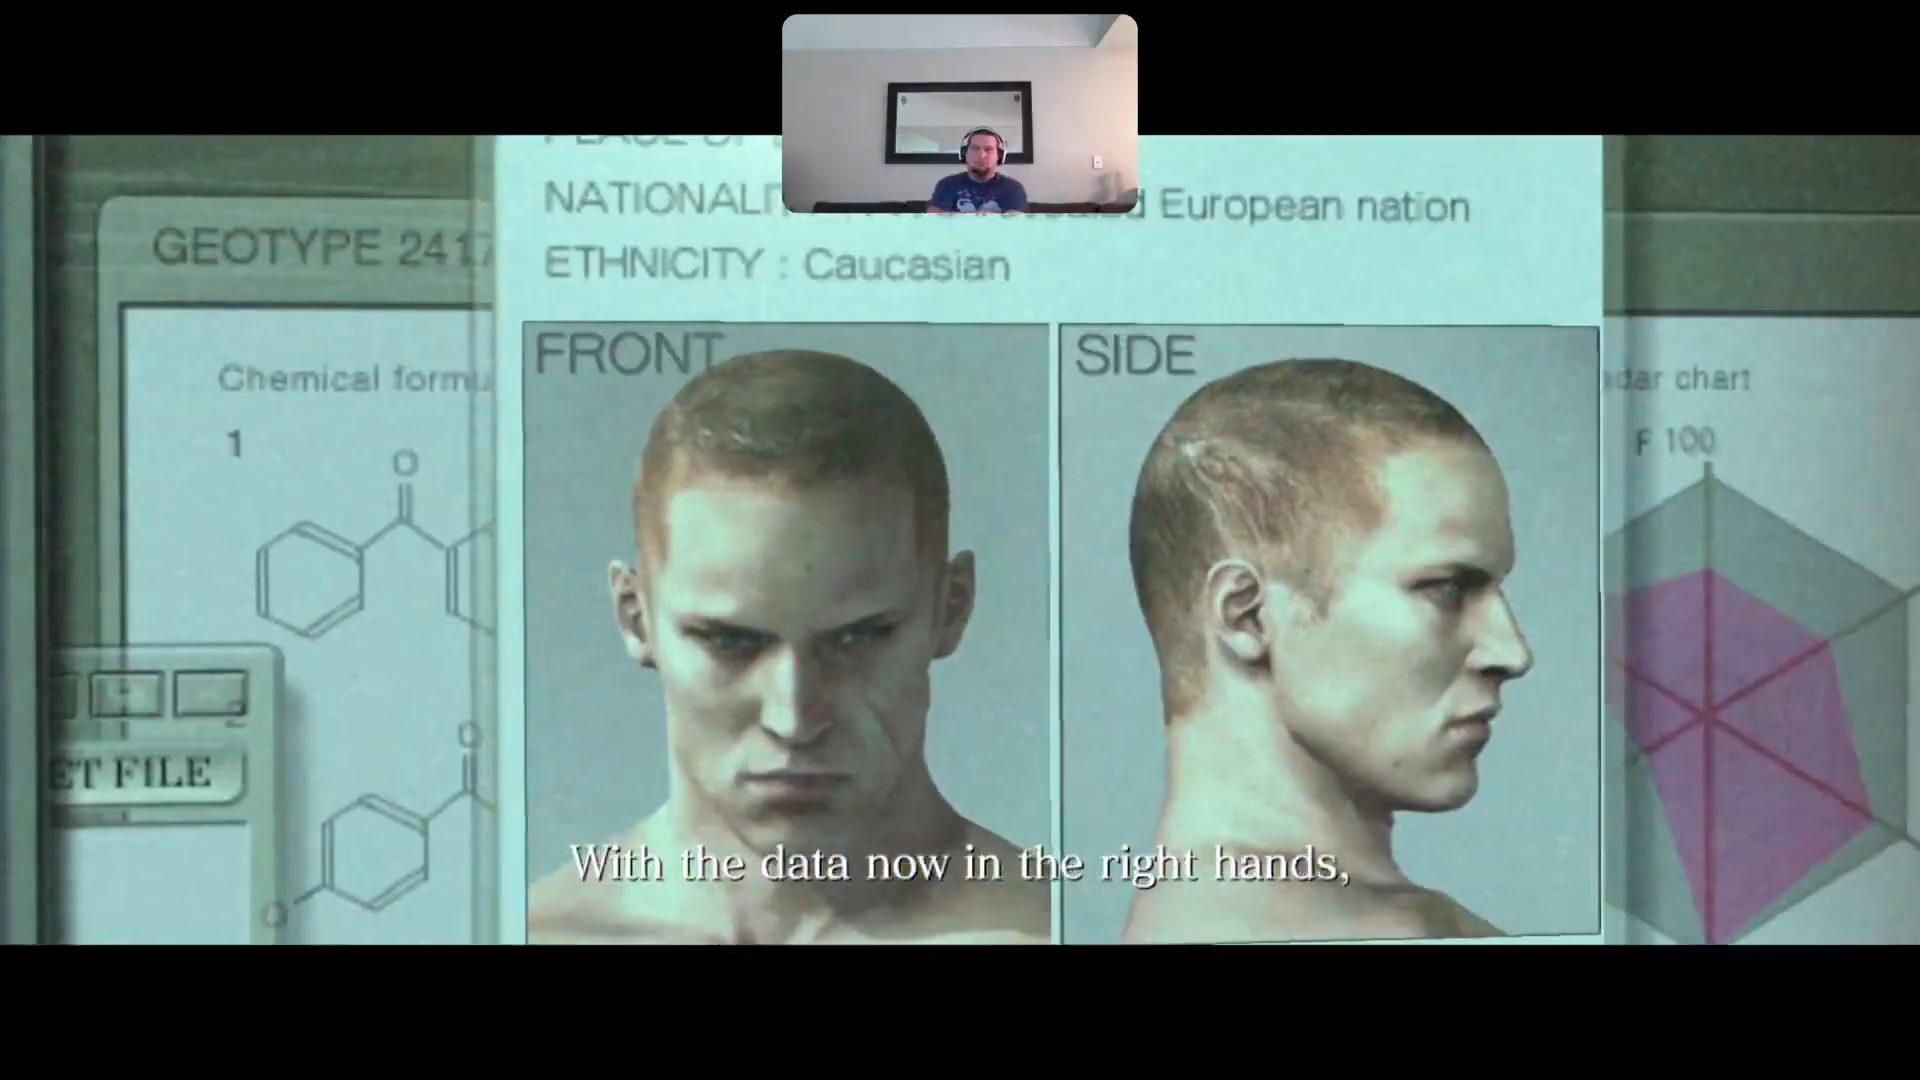 NATIONALI
European nation
GEOTYPE 2417
ETHNICITY : Caucasian
FRONT
SIDE
Chemical formu
dar chart
1
F 100
O
O
ET FILE
With the data now in the right hands,
O